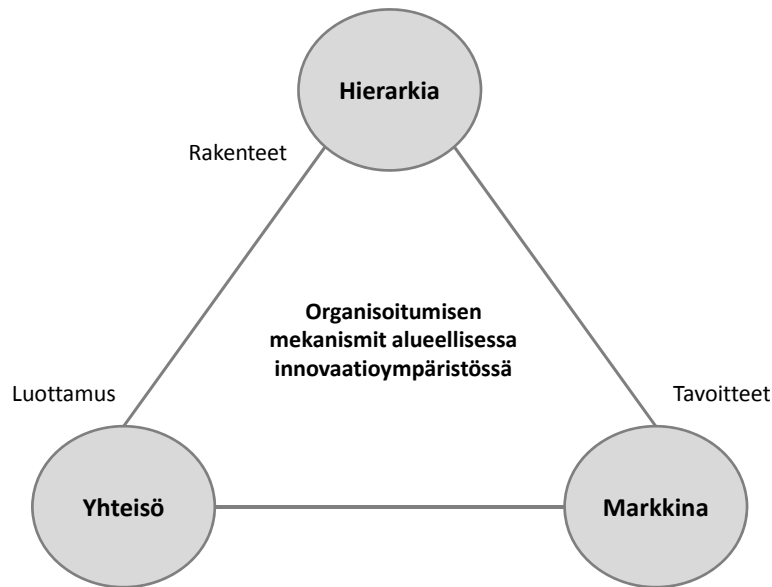 Hierarkia
Rakenteet
Organisoitumisen
mekanismit alueellisessa
innovaatioympäristössä
Luottamus
Tavoitteet
Yhteisö
Markkina